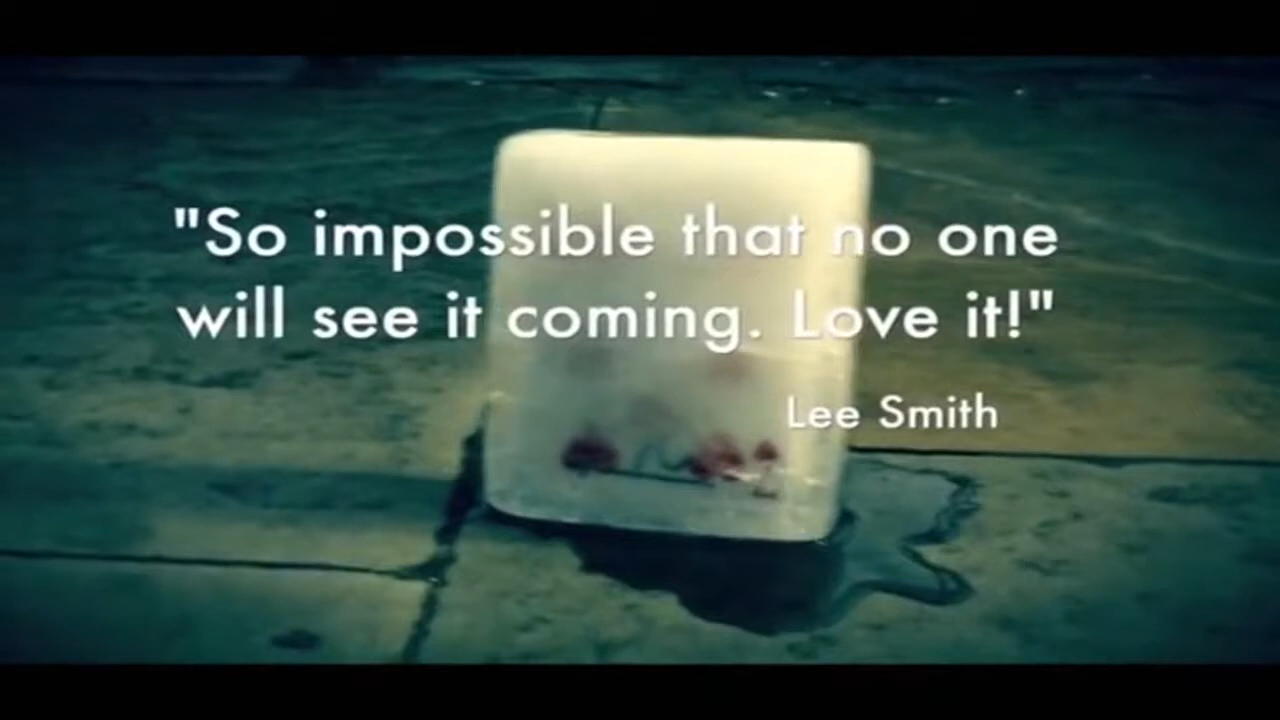 "So impossible that no one
will see it coming. Love it!"
Lee Smith